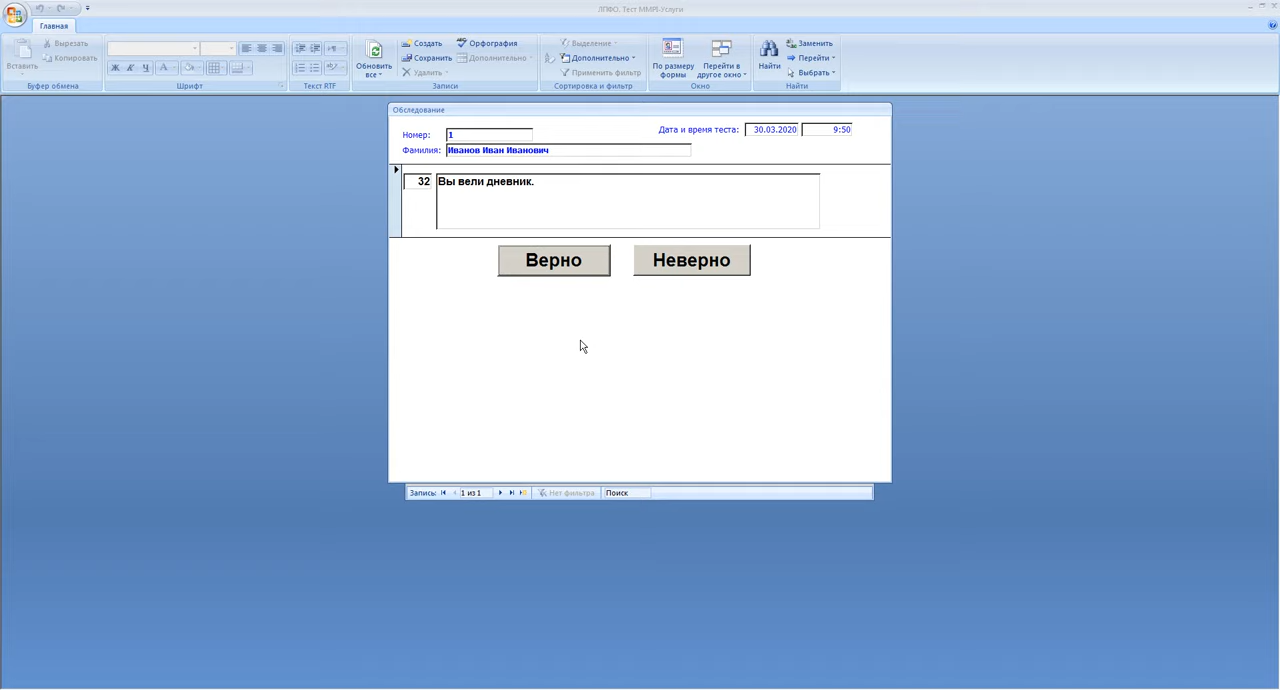 ЛПФО. Тест MMPI-Услуги
Главная
Вставить
Вырезать
Копировать
Буфер обмена
Ж К Ч А
Шрифт
Текст RTF
Обновить все
Создать
Сохранить
Удалить
Орфография
Дополнительно
Записи
Выделение
Дополнительно
Применить фильтр
Сортировка и фильтр
По размеру формы
Перейти в другое окно
Окно
Найти
Заменить
Перейти
Выбрать
Найти
Обследование
Номер: 1
Дата и время теста: 30.03.2020 9:50
Фамилия: Иванов Иван Иванович
32 Вы вели дневник.
Верно Неверно
Запись: 1 из 1 Нет фильтра Поиск